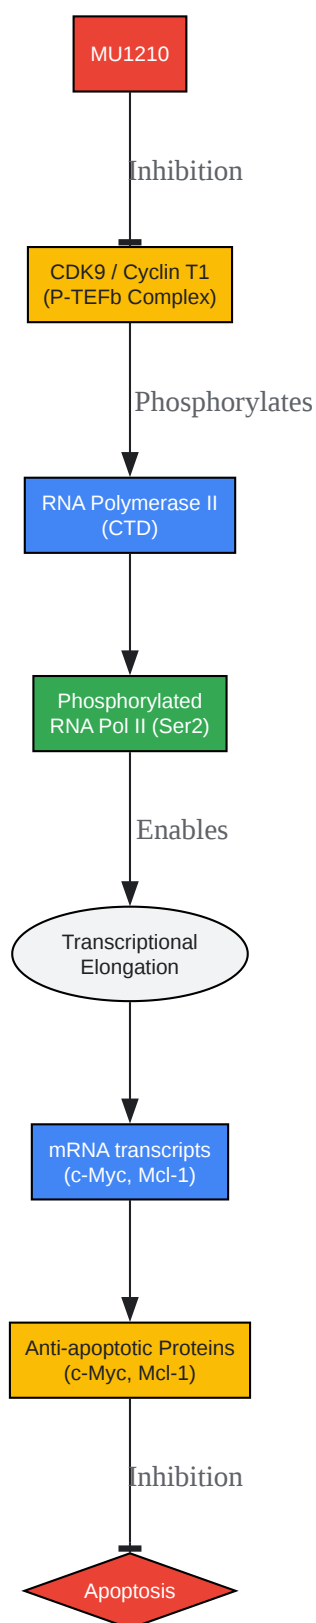 MU1210
Inhibition
CDK9 / Cyclin T1
(P-TEFb Complex)
Phosphorylates
RNA Polymerase II
(CTD)
Phosphorylated
RNA Pol II (Ser2)
Enables
Transcriptional
Elongation
mRNA transcripts
(c-Myc, Mcl-1)
Anti-apoptotic Proteins
(c-Myc, Mcl-1)
Inhibition
Apoptosis